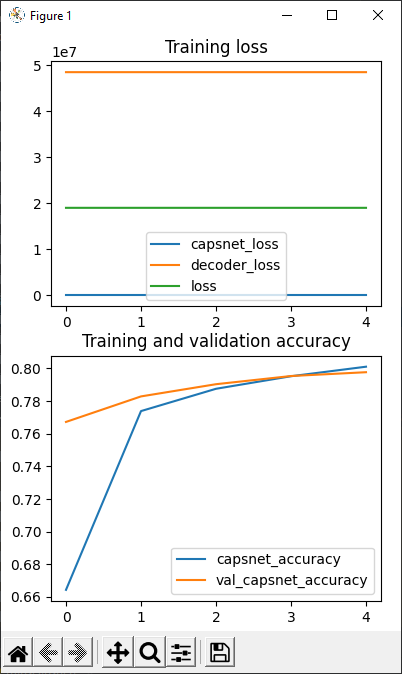 Figure 1
Training loss
1e7
5
4
3
2
1
0
capsnet_loss
decoder_loss
loss
0 1 2 3 4
Training and validation accuracy
0.80
0.78
0.76
0.74
0.72
0.70
0.68
0.66
capsnet_accuracy
val_capsnet_accuracy
0 1 2 3 4